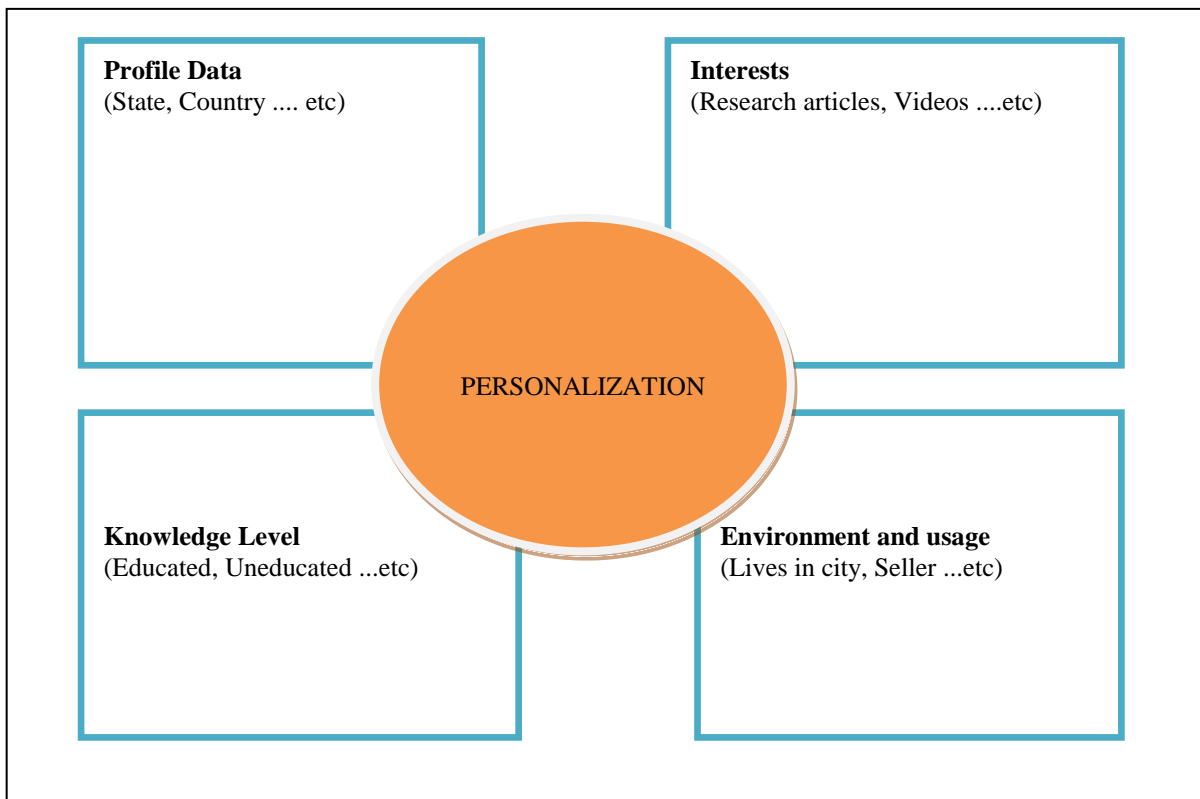 Profile Data
(State, Country .... etc)
Interests
(Research articles, Videos ....etc)
PERSONALIZATION
Knowledge Level
(Educated, Uneducated ...etc)
Environment and usage
(Lives in city, Seller ...etc)